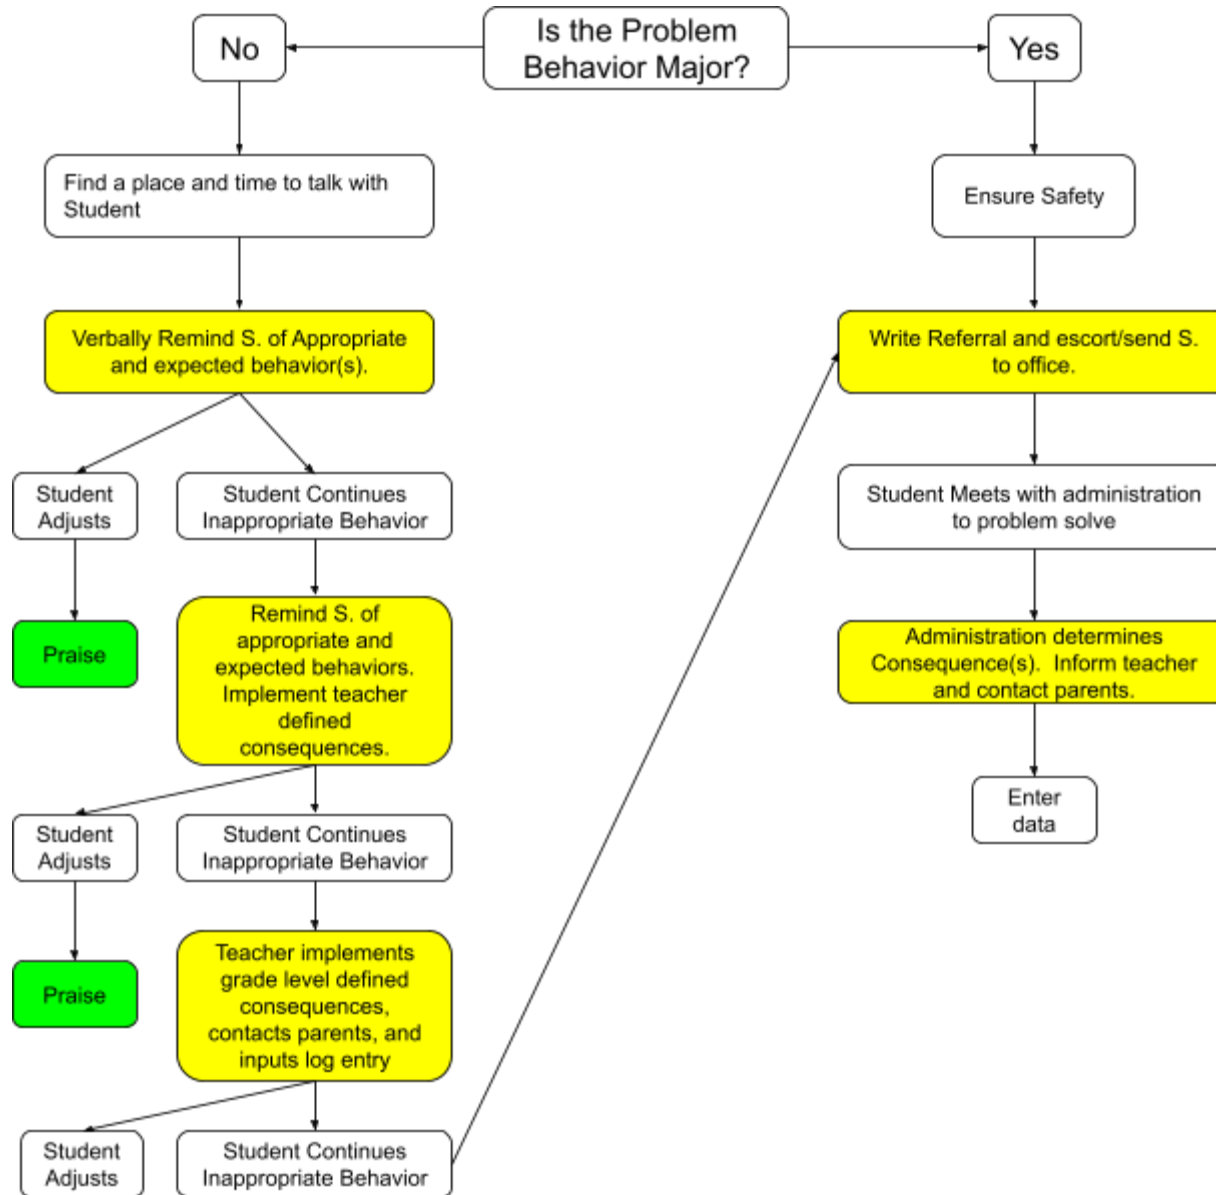 Is the Problem
Behavior Major?
No
Yes
Find a place and time to talk with
Student
Ensure Safety
Verbally Remind S. of Appropriate
and expected behavior(s).
Write Referral and escort/send S.
to office.
Student
Adjusts
Student Continues
Inappropriate Behavior
Student Meets with administration
to problem solve
Praise
Remind S. of
appropriate and
expected behaviors.
Implement teacher
defined
consequences.
Administration determines
Consequence(s).  Inform teacher
and contact parents.
Student
Adjusts
Student Continues
Inappropriate Behavior
Enter
data
Praise
Teacher implements
grade level defined
consequences,
contacts parents, and
inputs log entry
Student
Adjusts
Student Continues
Inappropriate Behavior